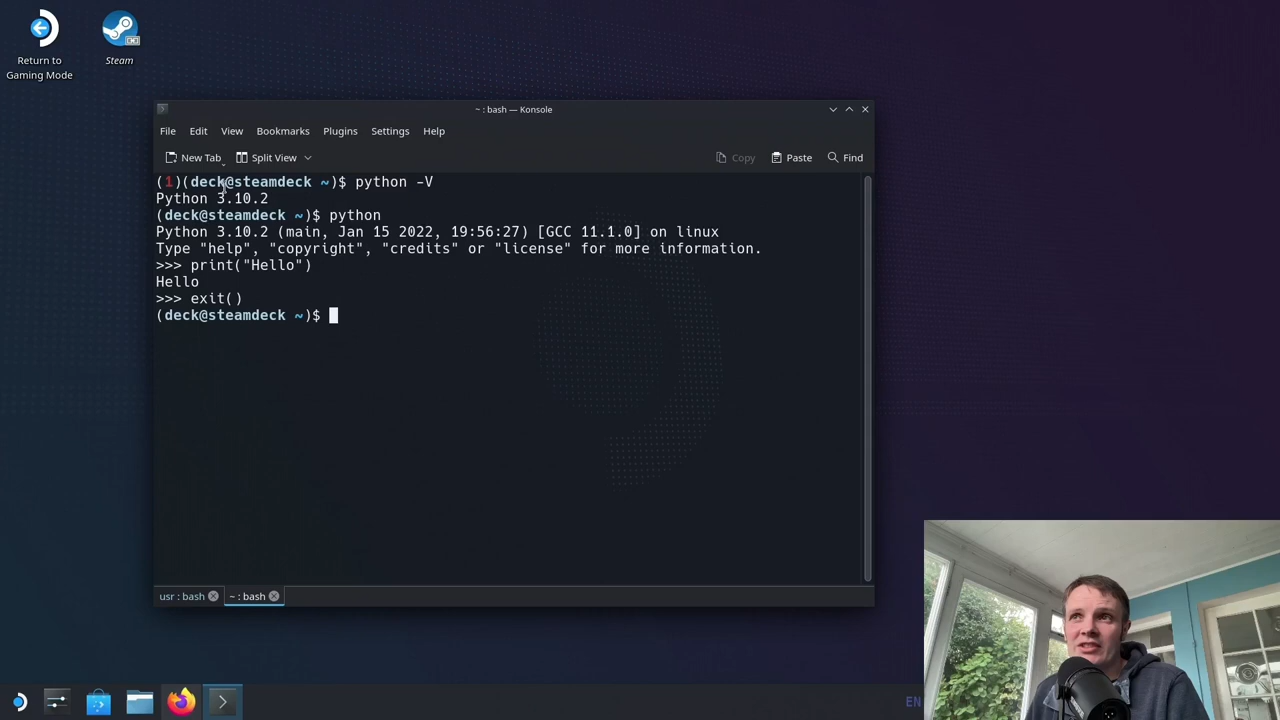 Return to
Gaming Mode
Steam
~ : bash — Konsole
File Edit View Bookmarks Plugins Settings Help
New Tab Split View Copy Paste Find
(1)(deck@steamdeck ~)$ python -V
Python 3.10.2
(deck@steamdeck ~)$ python
Python 3.10.2 (main, Jan 15 2022, 19:56:27) [GCC 11.1.0] on linux
Type "help", "copyright", "credits" or "license" for more information.
>>> print("Hello")
Hello
>>> exit()
(deck@steamdeck ~)$
usr : bash ~ : bash
EN